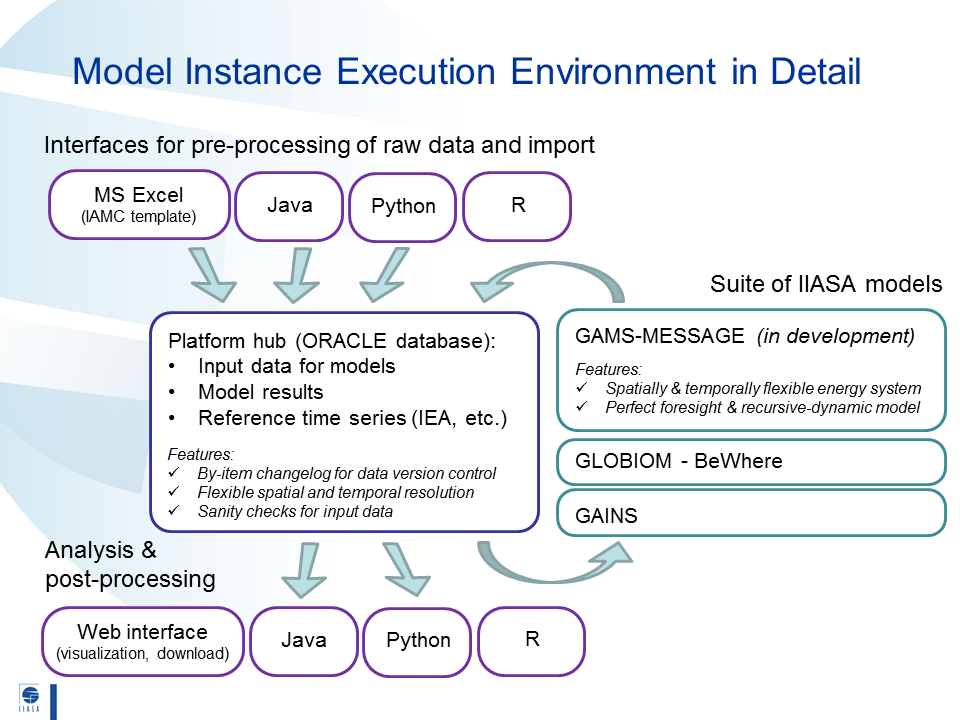 Model Instance Execution Environment in Detail
Interfaces for pre-processing of raw data and import
MS Excel
(IAMC template)
Java
Python
R
Suite of IIASA models
Platform hub (ORACLE database):
• Input data for models
• Model results
• Reference time series (IEA, etc.)
Features:
✓ By-item changelog for data version control
✓ Flexible spatial and temporal resolution
✓ Sanity checks for input data
GAMS-MESSAGE (in development)
Features:
✓ Spatially & temporally flexible energy system
✓ Perfect foresight & recursive-dynamic model
GLOBIOM - BeWhere
GAINS
Analysis &
post-processing
Web interface
(visualization, download)
Java
Python
R
IIASA